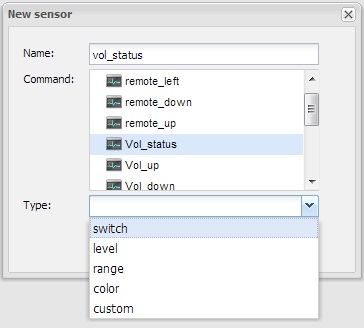 New sensor
Name:
vol_status
Command:
remote_left
remote_down
remote_up
Vol_status
Vol_up
Vol_down
Type:
switch
level
range
color
custom